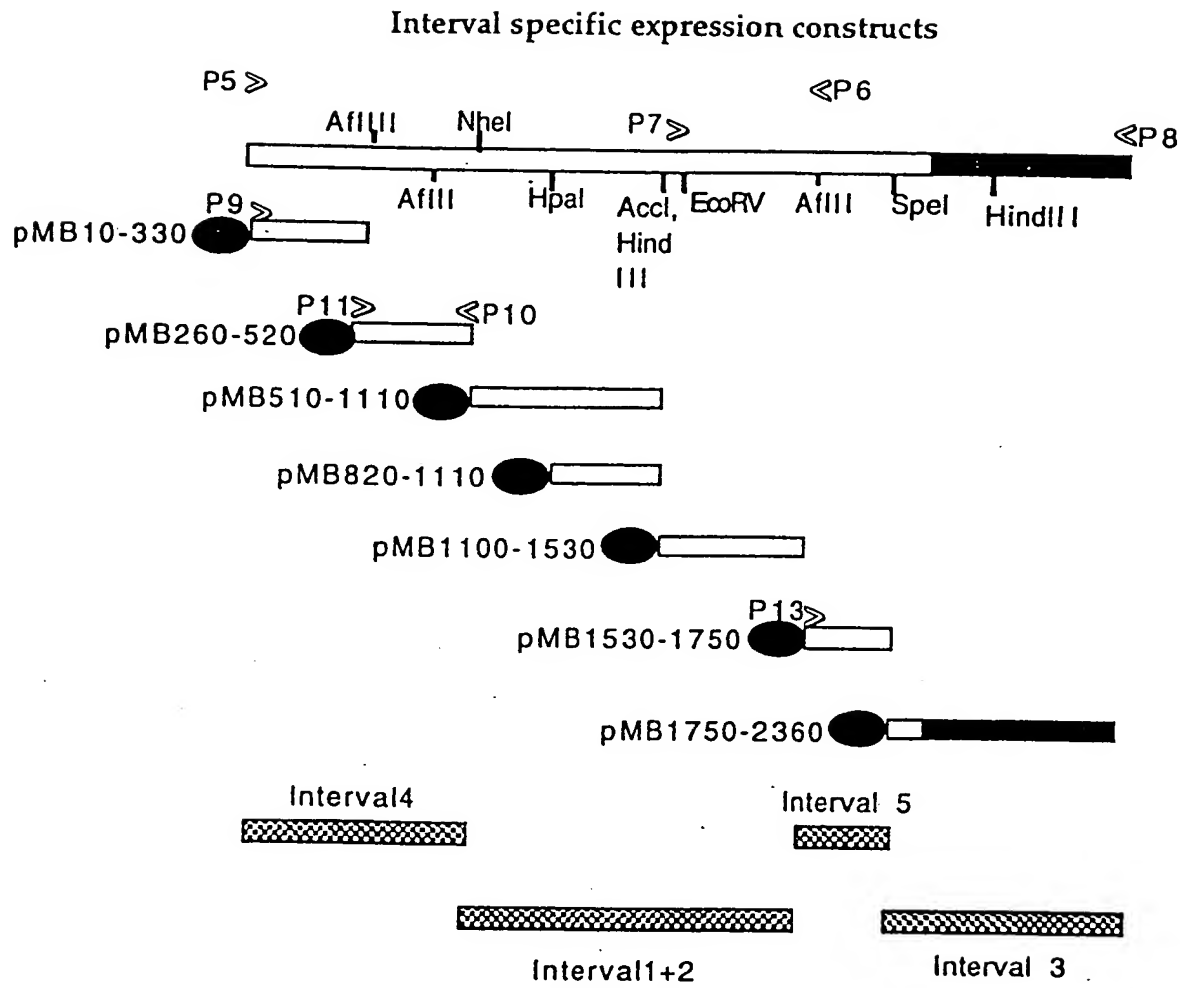 Interval specific expression constructs
P5
P6
AflIII
NheI
P7
P8
AflII
HpaI
AccI,
Hind
III
EcoRV
AflII
SpeI
HindIII
P9
pMB10-330
P11
P10
pMB260-520
pMB510-1110
pMB820-1110
pMB1100-1530
P13
pMB1530-1750
pMB1750-2360
Interval4
Interval 5
Interval1+2
Interval 3